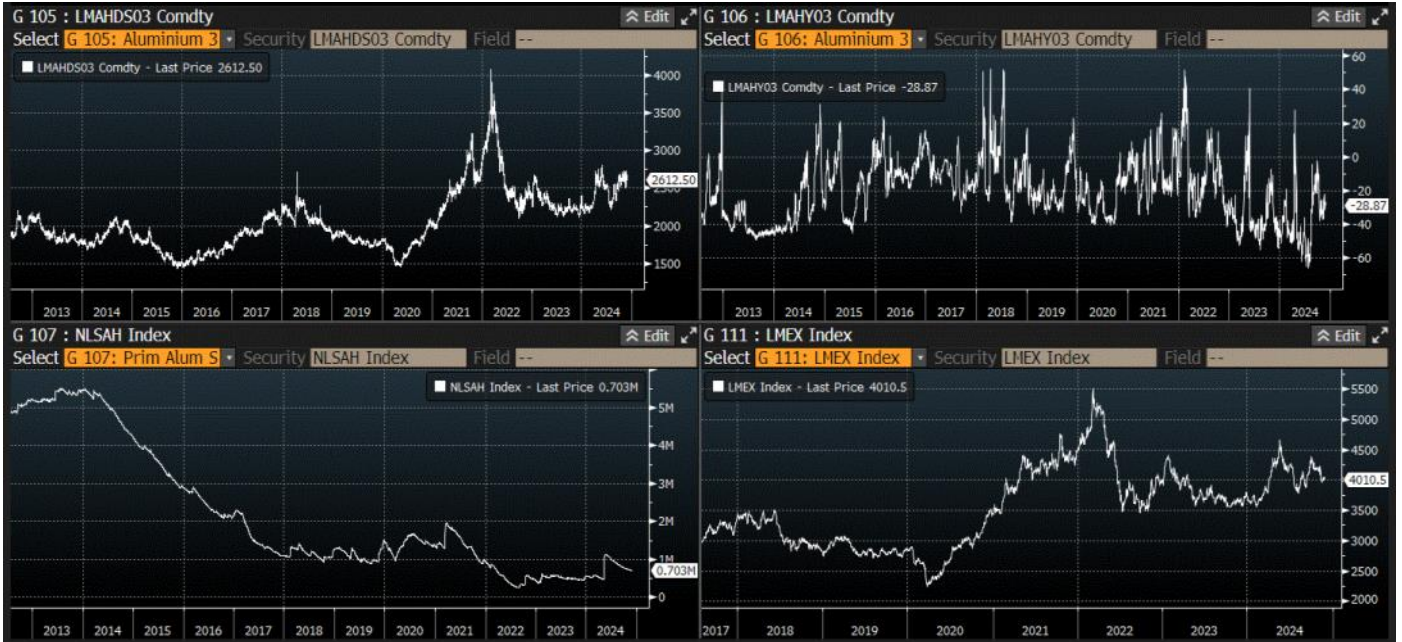 G 105 : LMAHDS03 Comdty
Edit
Select G 105: Aluminium 3 Security LMAHDS03 Comdty Field --
LMAHDS03 Comdty - Last Price 2612.50
4000
3500
3000
2612.50
2500
2000
1500
2013 2014 2015 2016 2017 2018 2019 2020 2021 2022 2023 2024
G 106 : LMAHY03 Comdty
Edit
Select G 106: Aluminium 3 Security LMAHY03 Comdty Field --
LMAHY03 Comdty - Last Price -28.87
60
40
20
0
-20
-28.87
-40
-60
2013 2014 2015 2016 2017 2018 2019 2020 2021 2022 2023 2024
G 107 : NLSAH Index
Edit
Select G 107: Prim Alum S Security NLSAH Index Field --
NLSAH Index - Last Price 0.703M
5M
4M
3M
2M
1M
0.703M
0
2013 2014 2015 2016 2017 2018 2019 2020 2021 2022 2023 2024
G 111 : LMEX Index
Edit
Select G 111: LMEX Index Security LMEX Index Field --
LMEX Index - Last Price 4010.5
5500
5000
4500
4010.5
3500
3000
2500
2000
2017 2018 2019 2020 2021 2022 2023 2024